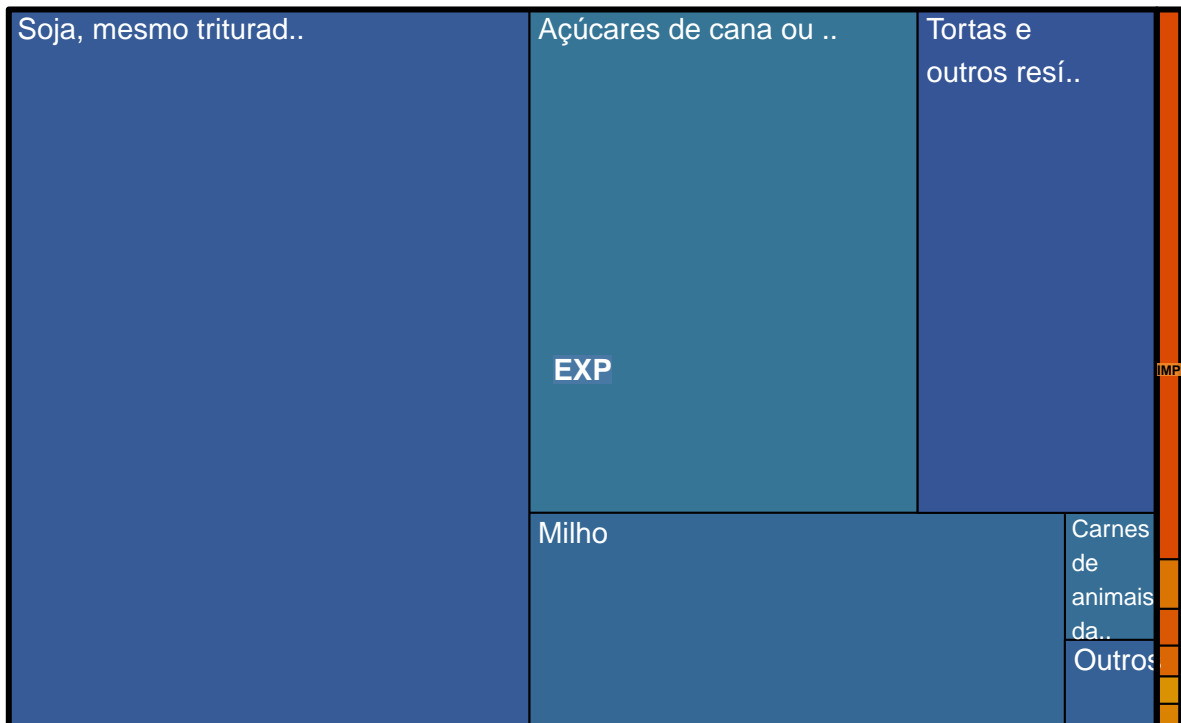 Soja, mesmo triturad..
Açúcares de cana ou ..
Tortas e
outros resí..
EXP
IMP
Milho
Carnes
de
animais
da..
Outros